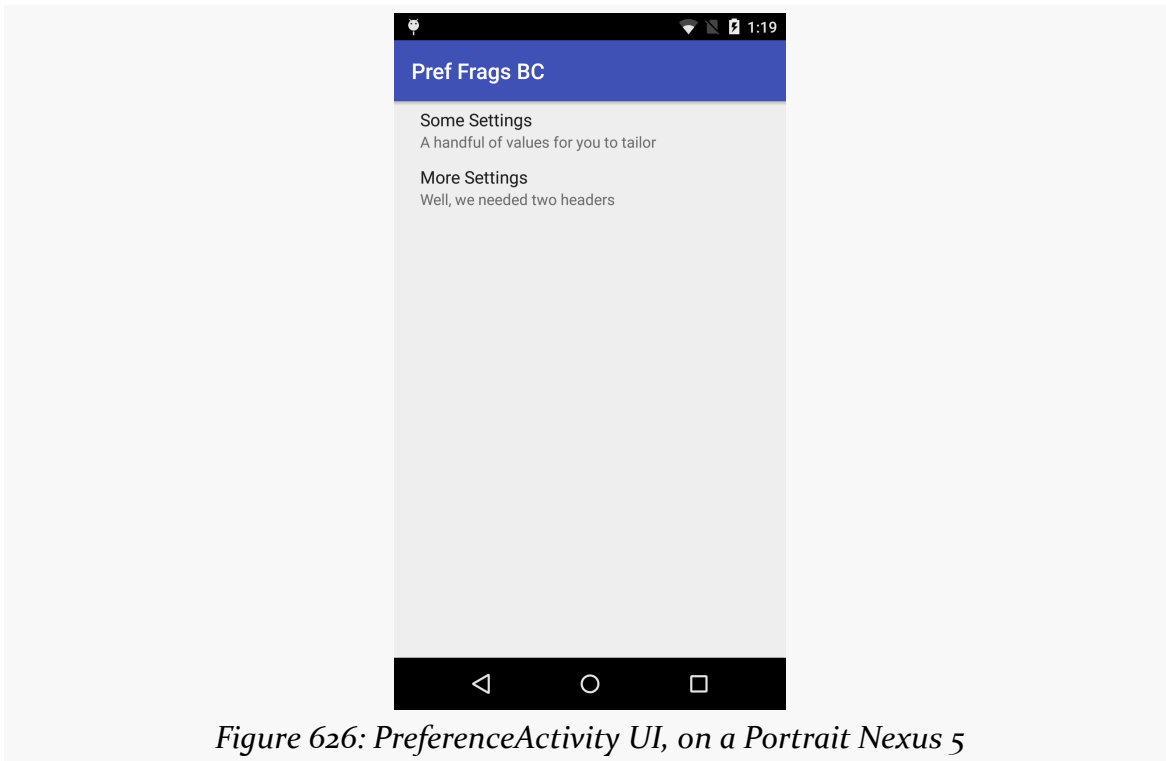 1:19
Pref Frags BC
Some Settings
A handful of values for you to tailor
More Settings
Well, we needed two headers
Figure 626: PreferenceActivity UI, on a Portrait Nexus 5